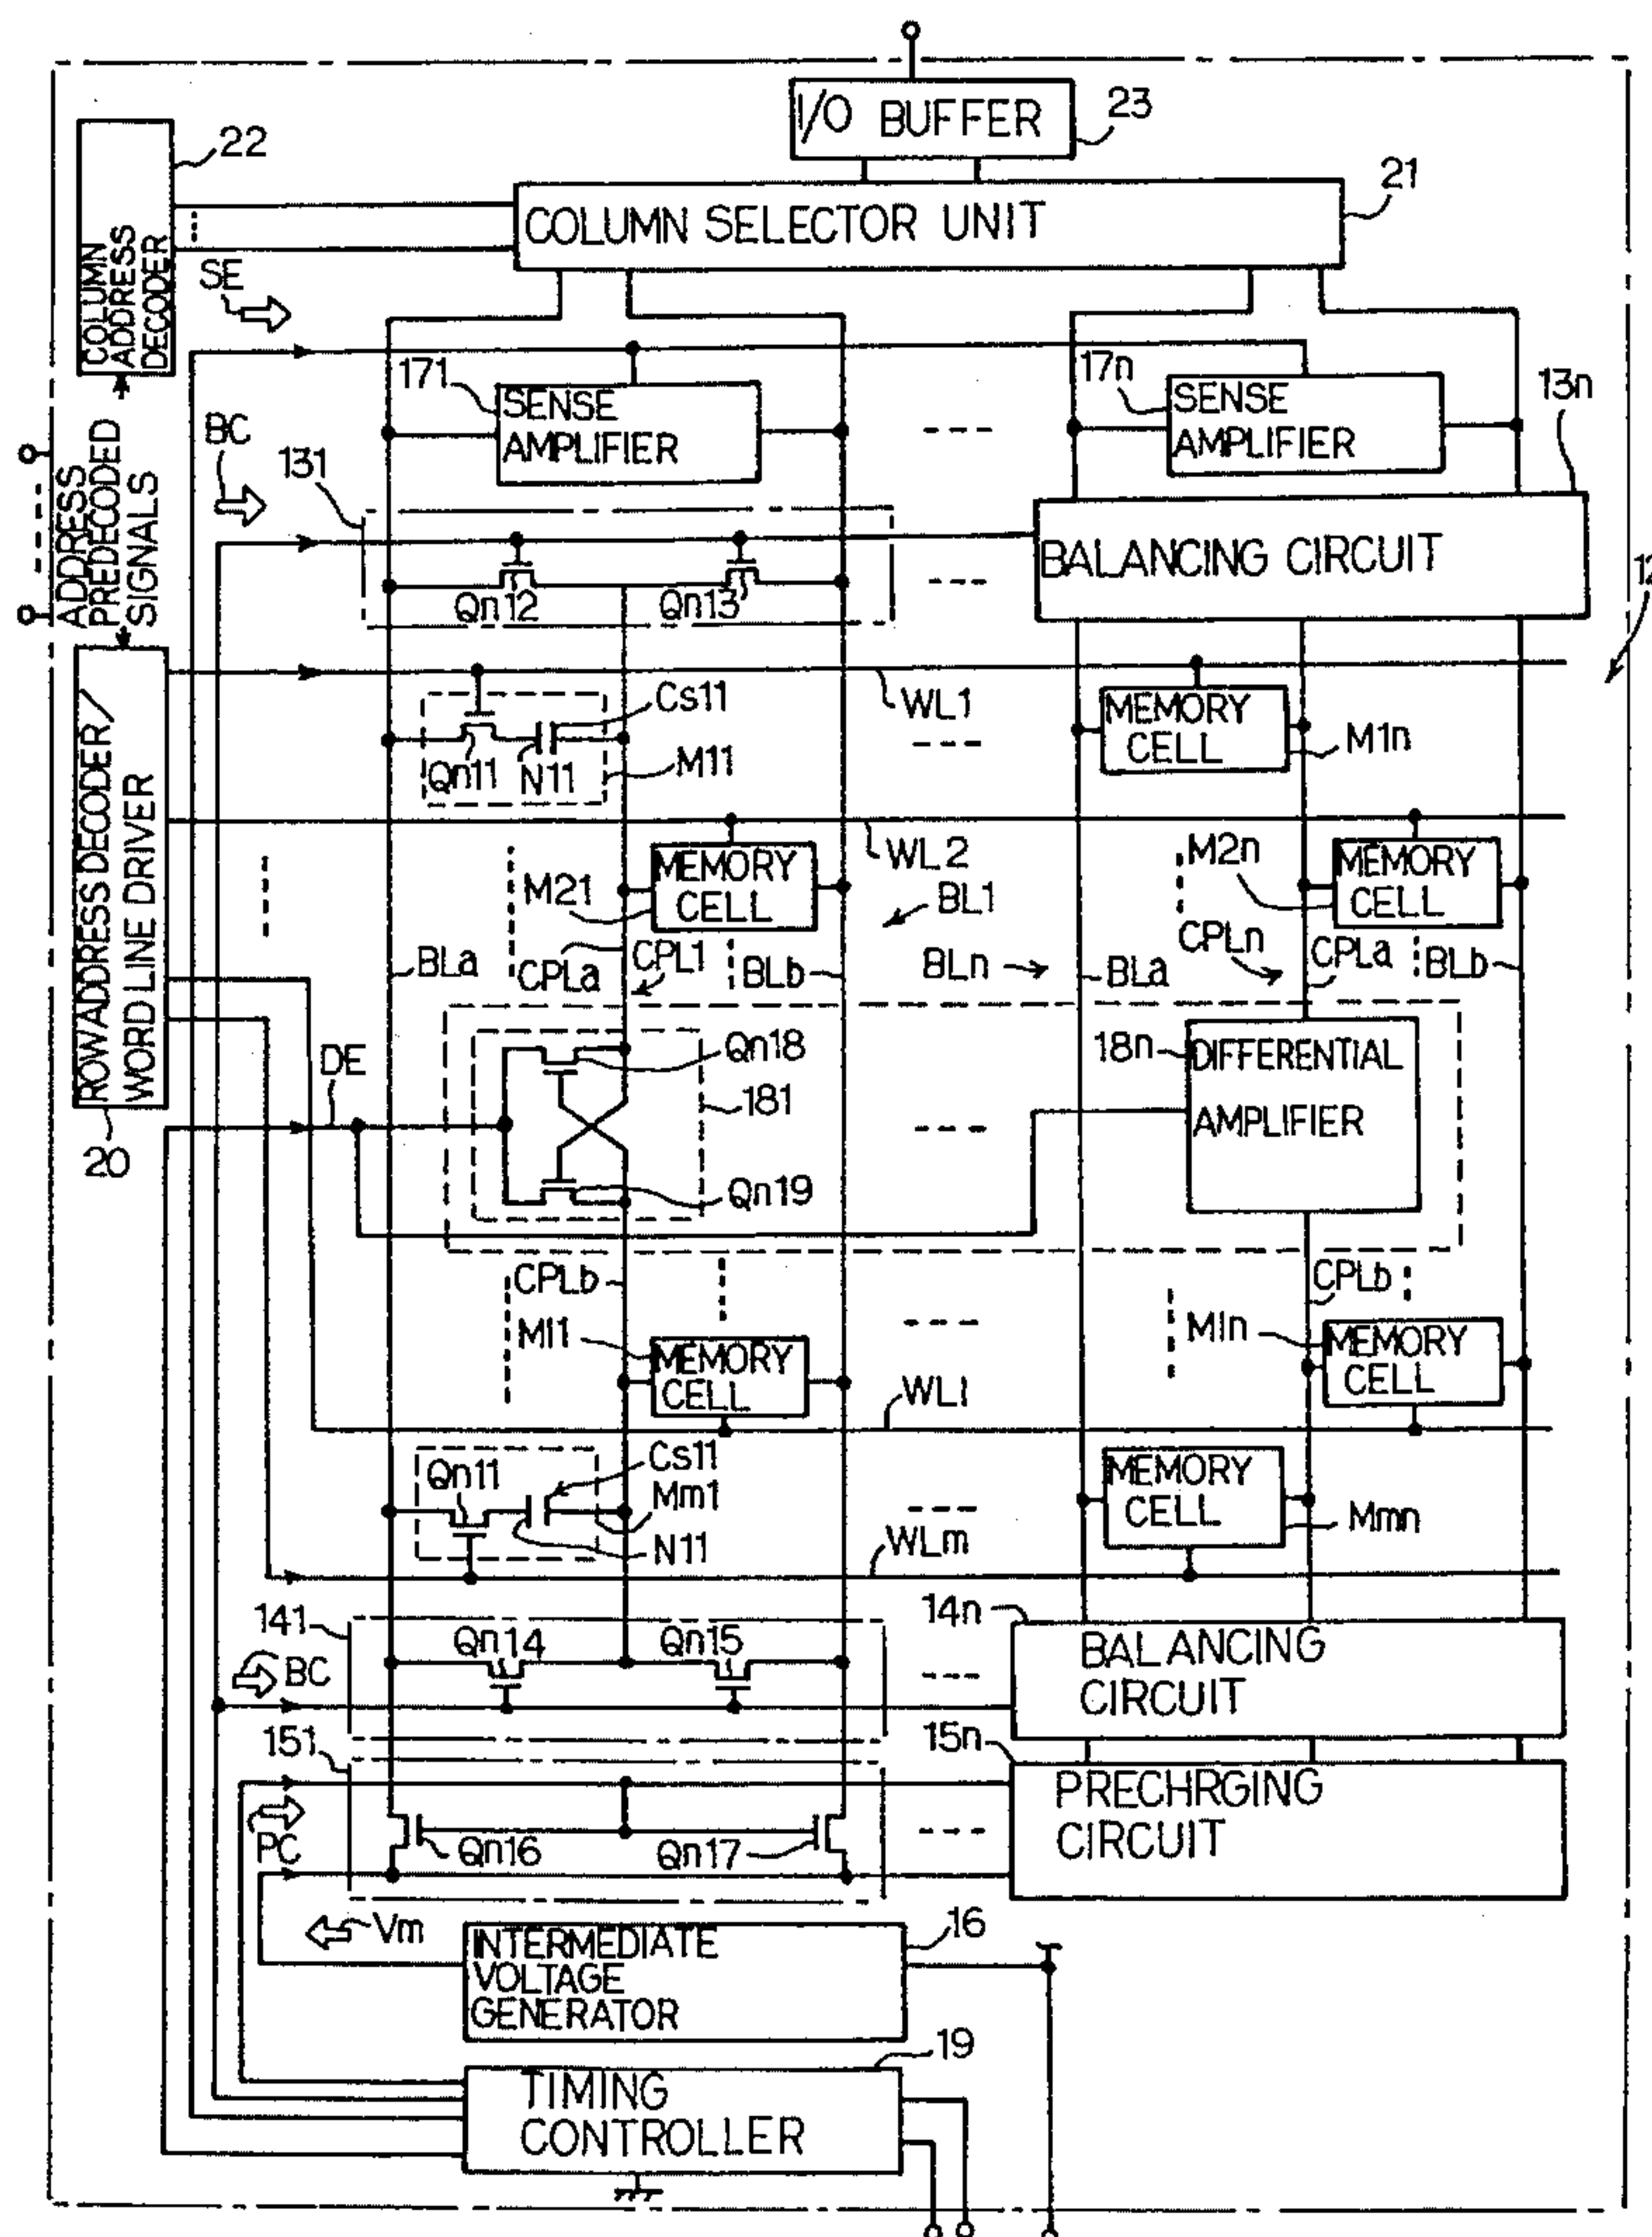 I/O BUFFER
23
22
21
COLUMN SELECTOR UNIT
COLUMN
ADDRESS
DECODER
SE
171
SENSE
AMPLIFIER
17n
SENSE
AMPLIFIER
13n
BC
131
ADDRESS
PREDECODED
SIGNALS
Qn12
Qn13
BALANCING CIRCUIT
12
ROW ADDRESS DECODER/
WORD LINE DRIVER
20
WL1
Cs11
Qn11
N11
M11
MEMORY
CELL
M1n
WL2
M21
MEMORY
CELL
BL1
M2n
MEMORY
CELL
BLa
CPLa
CPL1
BLb
BLn
BLa
CPLn
CPLa
BLb
DE
Qn18
181
Qn19
18n
DIFFERENTIAL
AMPLIFIER
CPLb
CPLb
Ml1
MEMORY
CELL
WLl
Mln
MEMORY
CELL
Qn11
Cs11
Mm1
N11
MEMORY
CELL
Mmn
WLm
141
Qn14
Qn15
14n
BALANCING
CIRCUIT
BC
151
15n
PRECHRGING
CIRCUIT
PC
Qn16
Qn17
Vm
INTERMEDIATE
VOLTAGE
GENERATOR
16
19
TIMING
CONTROLLER